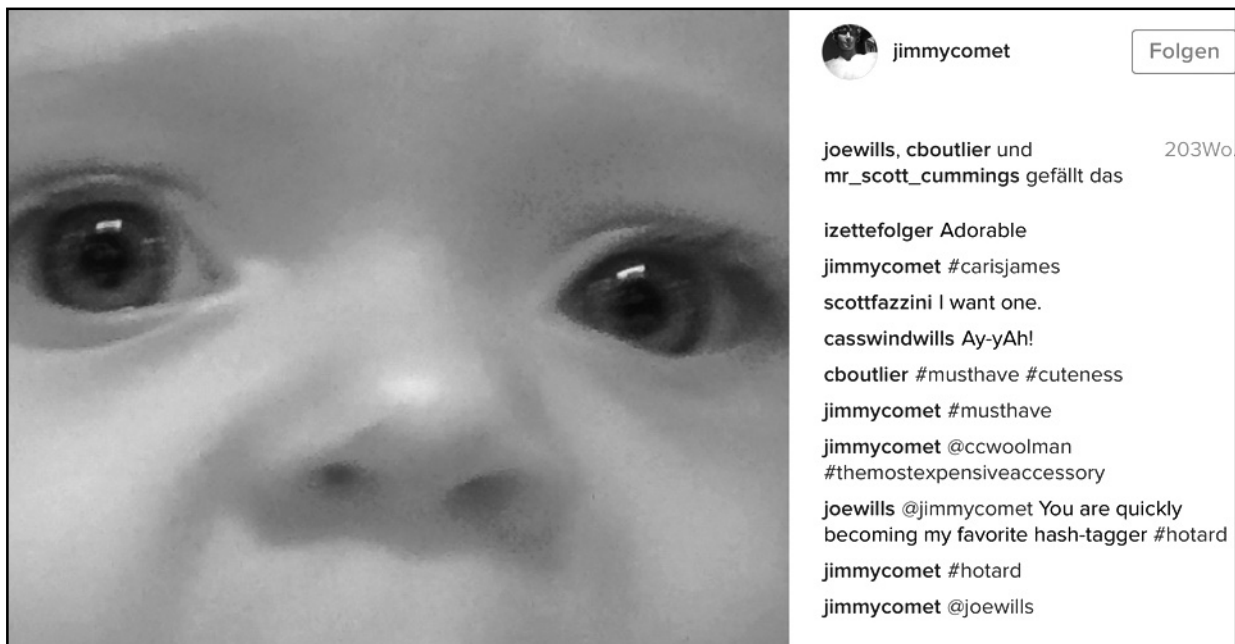 jimmycomet
Folgen
joewills, cboutlier und
203Wo.
mr_scott_cummings gefällt das
izettefolger Adorable
jimmycomet #carisjames
scottfazzini I want one.
casswindwills Ay-yAh!
cboutlier #musthave #cuteness
jimmycomet #musthave
jimmycomet @ccwoolman
#themostexpensiveaccessory
joewills @jimmycomet You are quickly
becoming my favorite hash-tagger #hotard
jimmycomet #hotard
jimmycomet @joewills